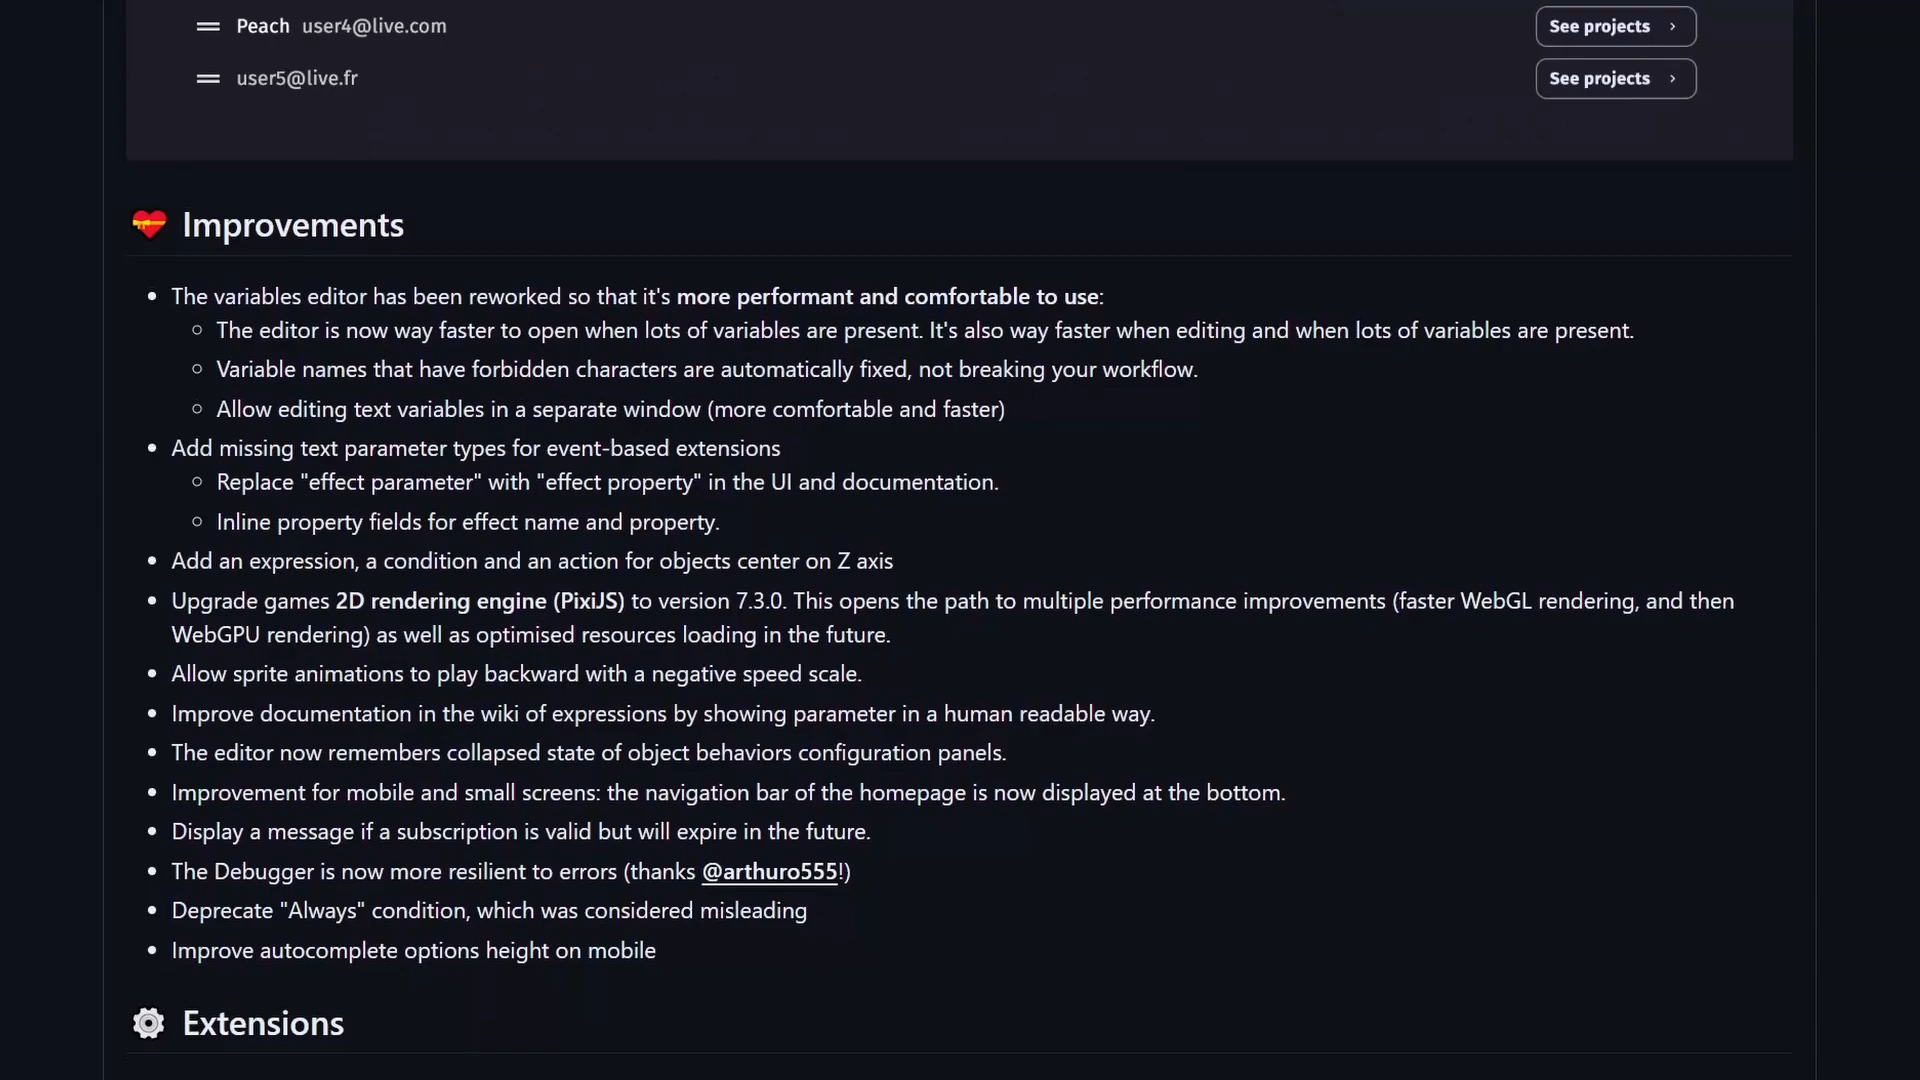 Peach user4@live.com
See projects
user5@live.fr
See projects
Improvements
The variables editor has been reworked so that it's more performant and comfortable to use:
The editor is now way faster to open when lots of variables are present. It's also way faster when editing and when lots of variables are present.
Variable names that have forbidden characters are automatically fixed, not breaking your workflow.
Allow editing text variables in a separate window (more comfortable and faster)
Add missing text parameter types for event-based extensions
Replace "effect parameter" with "effect property" in the UI and documentation.
Inline property fields for effect name and property.
Add an expression, a condition and an action for objects center on Z axis
Upgrade games 2D rendering engine (PixiJS) to version 7.3.0. This opens the path to multiple performance improvements (faster WebGL rendering, and then
WebGPU rendering) as well as optimised resources loading in the future.
Allow sprite animations to play backward with a negative speed scale.
Improve documentation in the wiki of expressions by showing parameter in a human readable way.
The editor now remembers collapsed state of object behaviors configuration panels.
Improvement for mobile and small screens: the navigation bar of the homepage is now displayed at the bottom.
Display a message if a subscription is valid but will expire in the future.
The Debugger is now more resilient to errors (thanks @arthuro555!)
Deprecate "Always" condition, which was considered misleading
Improve autocomplete options height on mobile
Extensions